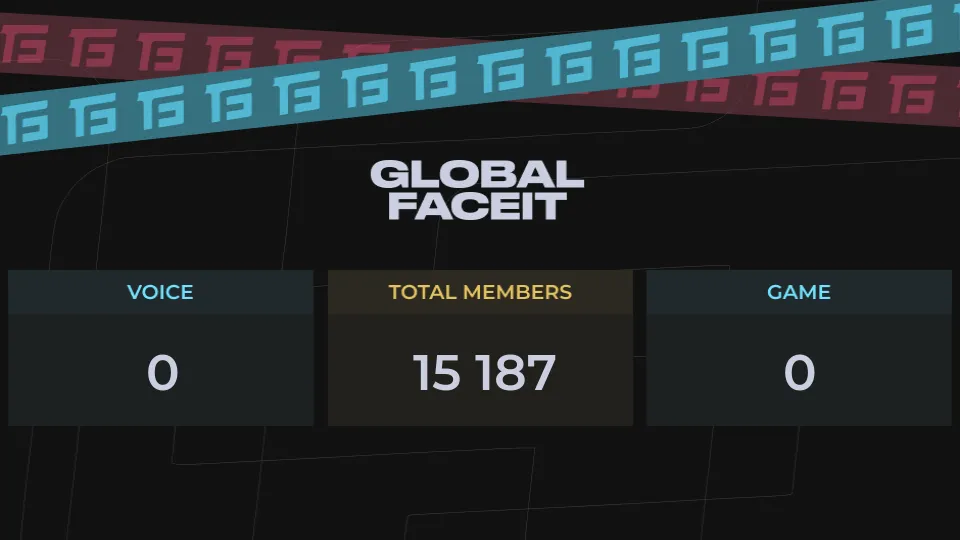 GLOBAL
FACEIT
VOICE
TOTAL MEMBERS
GAME
0
15 187
0